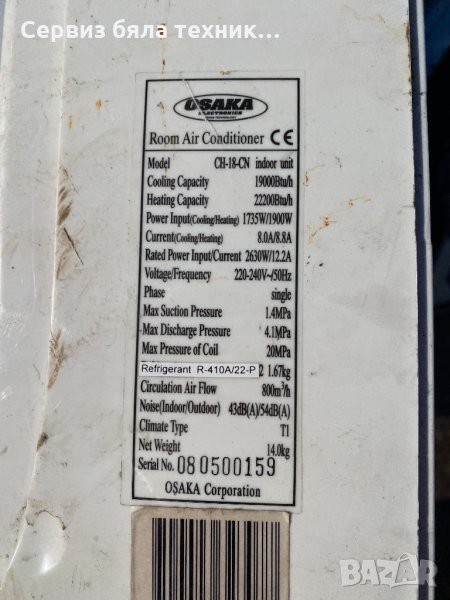 Сервиз бяла техник...
OSAKA
ELECTRONICS
Room Air Conditioner CE
Model CH-18-CN indoor unit
Cooling Capacity 19000Btu/h
Heating Capacity 22200Btu/h
Power Input(Cooling/Heating) 1735W/1900W
Current(Cooling/Heating) 8.0A/8.8A
Rated Power Input/Current 2630W/12.2A
Voltage/Frequency 220-240V~/50Hz
Phase single
Max Suction Pressure 1.4MPa
Max Discharge Pressure 4.1MPa
Max Pressure of Coil 20MPa
Refrigerant R-410A/22-P 2 1.67kg
Circulation Air Flow 800m³/h
Noise(Indoor/Outdoor) 43dB(A)/54dB(A)
Climate Type T1
Net Weight 14.0kg
Serial No. 080500159
OSAKA Corporation
BAZAR